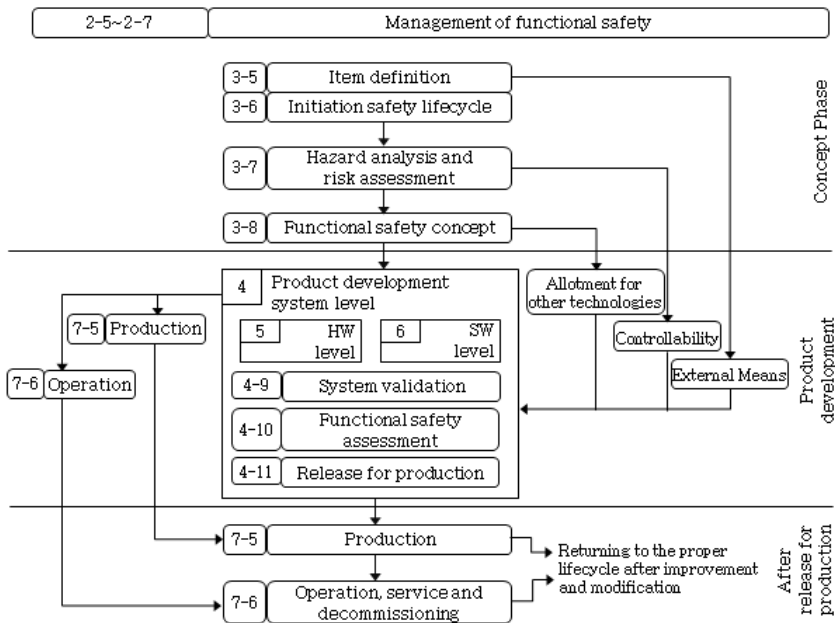 2-5~2-7 Management of functional safety
3-5 Item definition
3-6 Initiation safety lifecycle
3-7 Hazard analysis and
risk assessment
3-8 Functional safety concept
Concept Phase
4 Product development
system level
5 HW
level
6 SW
level
4-9 System validation
4-10 Functional safety
assessment
4-11 Release for production
7-5 Production
7-6 Operation
Allotment for
other technologies
Controllability
External Means
Product
development
7-5 Production
7-6 Operation, service and
decommissioning
Returning to the proper
lifecycle after improvement
and modification
After
release for
production